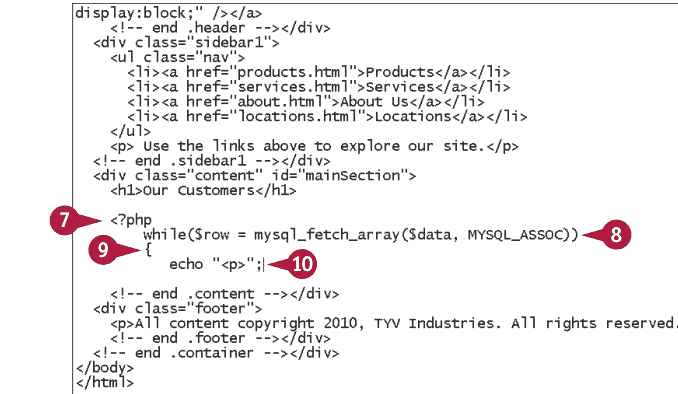 display:block;" /></a>
<!-- end .header --></div>
<div class="sidebar1">
<ul class="nav">
<li><a href="products.html">Products</a></li>
<li><a href="services.html">Services</a></li>
<li><a href="about.html">About Us</a></li>
<li><a href="locations.html">Locations</a></li>
</ul>
<p> Use the links above to explore our site.</p>
<!-- end .sidebar1 --></div>
<div class="content" id="mainSection">
<h1>Our Customers</h1>
7 <?php
while($row = mysql_fetch_array($data, MYSQL_ASSOC)) 8
9 {
echo "<p>"; 10
<!-- end .content --></div>
<div class="footer">
<p>All content copyright 2010, TYV Industries. All rights reserved.
<!-- end .footer --></div>
<!-- end .container --></div>
</body>
</html>